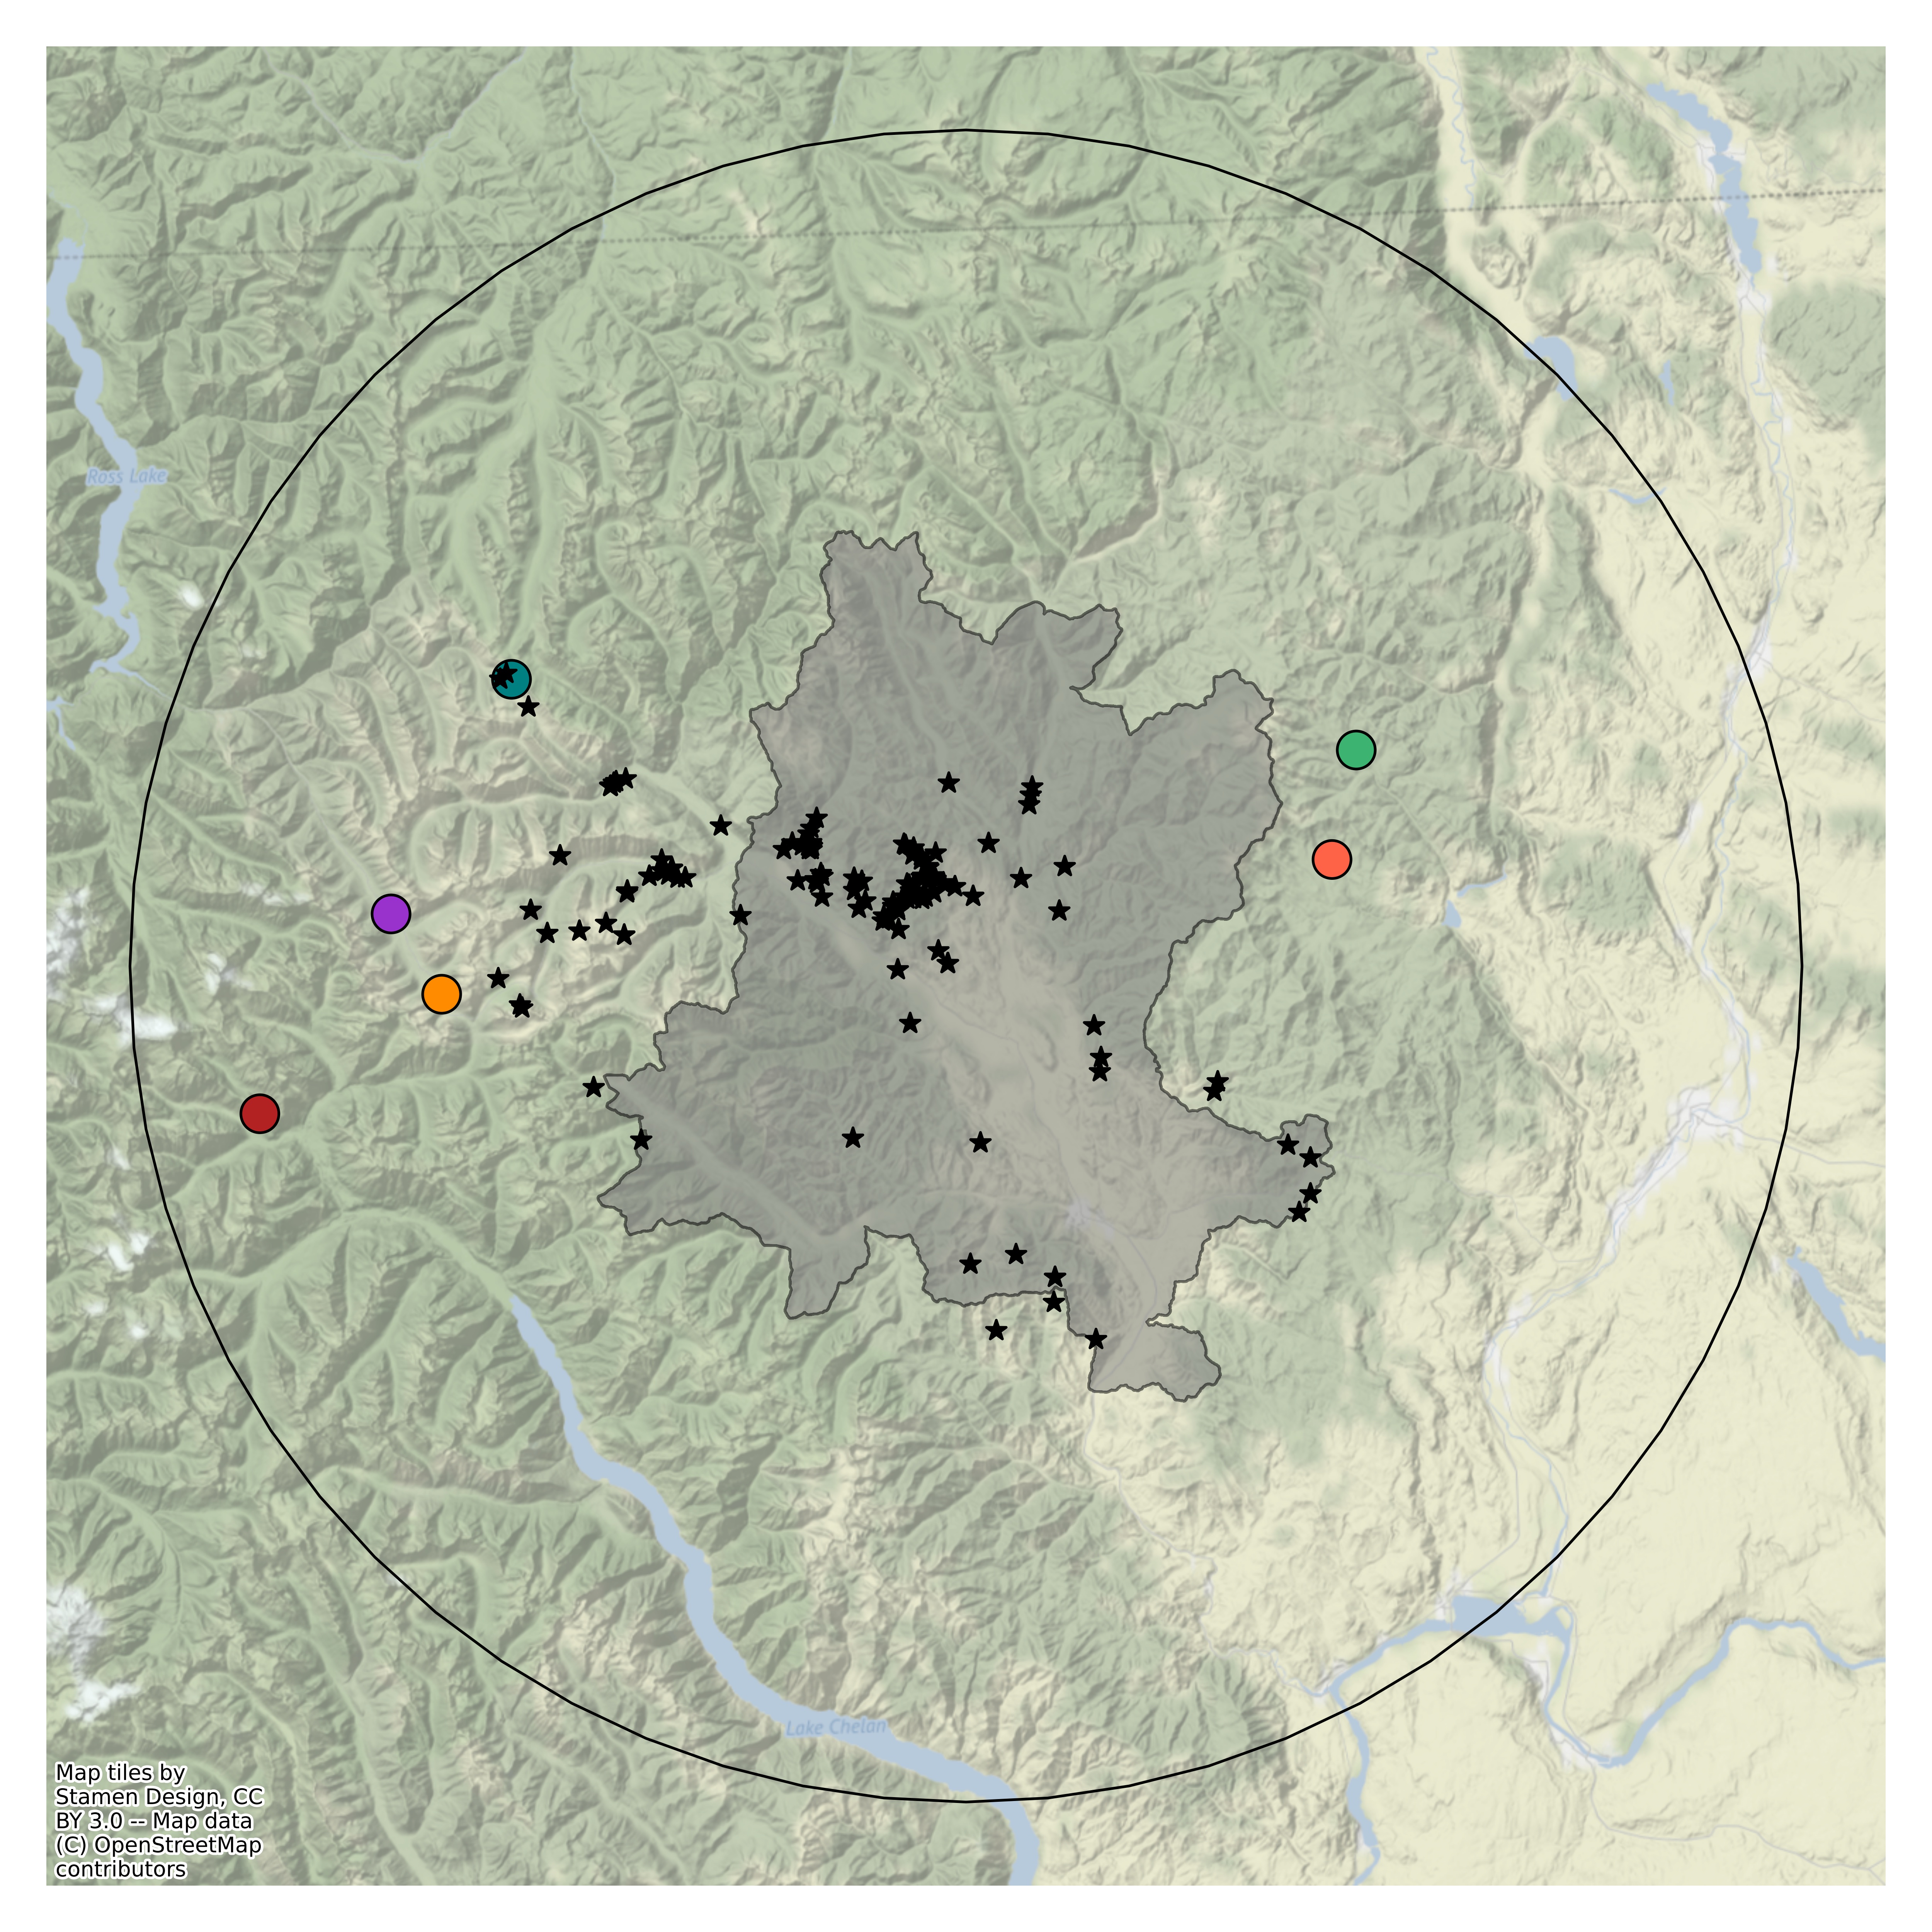 Ross Lake
Lake Chelan
Map tiles by
Stamen Design, CC
BY 3.0 -- Map data
(C) OpenStreetMap
contributors